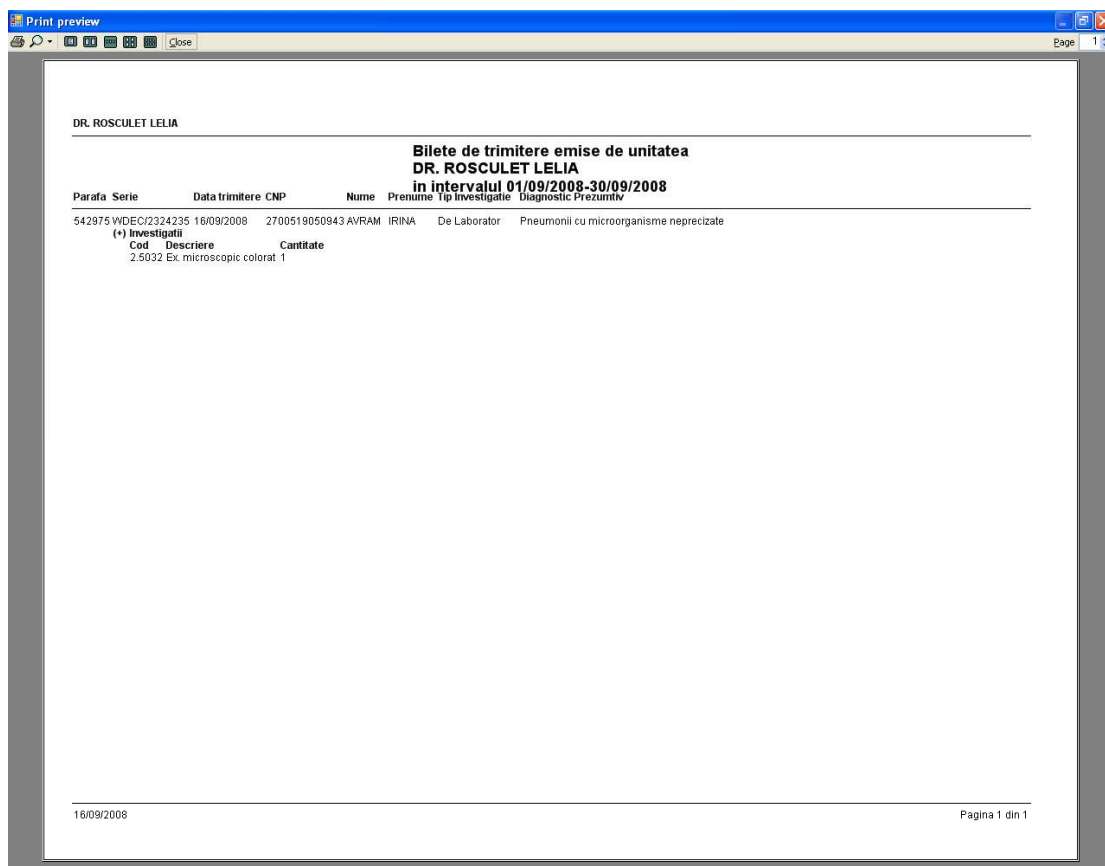 Print preview
Close
Page 1
DR. ROSCULET LELIA
Bilete de trimitere emise de unitatea
DR. ROSCULET LELIA
in intervalul 01/09/2008-30/09/2008
Parafa Serie Data trimitere CNP Nume Prenume Tip Investigatie Diagnostic Prezumtiv
542975 WDEC/2324235 16/09/2008 2700519050943 AVRAM IRINA De Laborator Pneumonii cu microorganisme neprecizate
(+) Investigatii
Cod Descriere Cantitate
2.5032 Ex. microscopic colorat 1
16/09/2008 Pagina 1 din 1